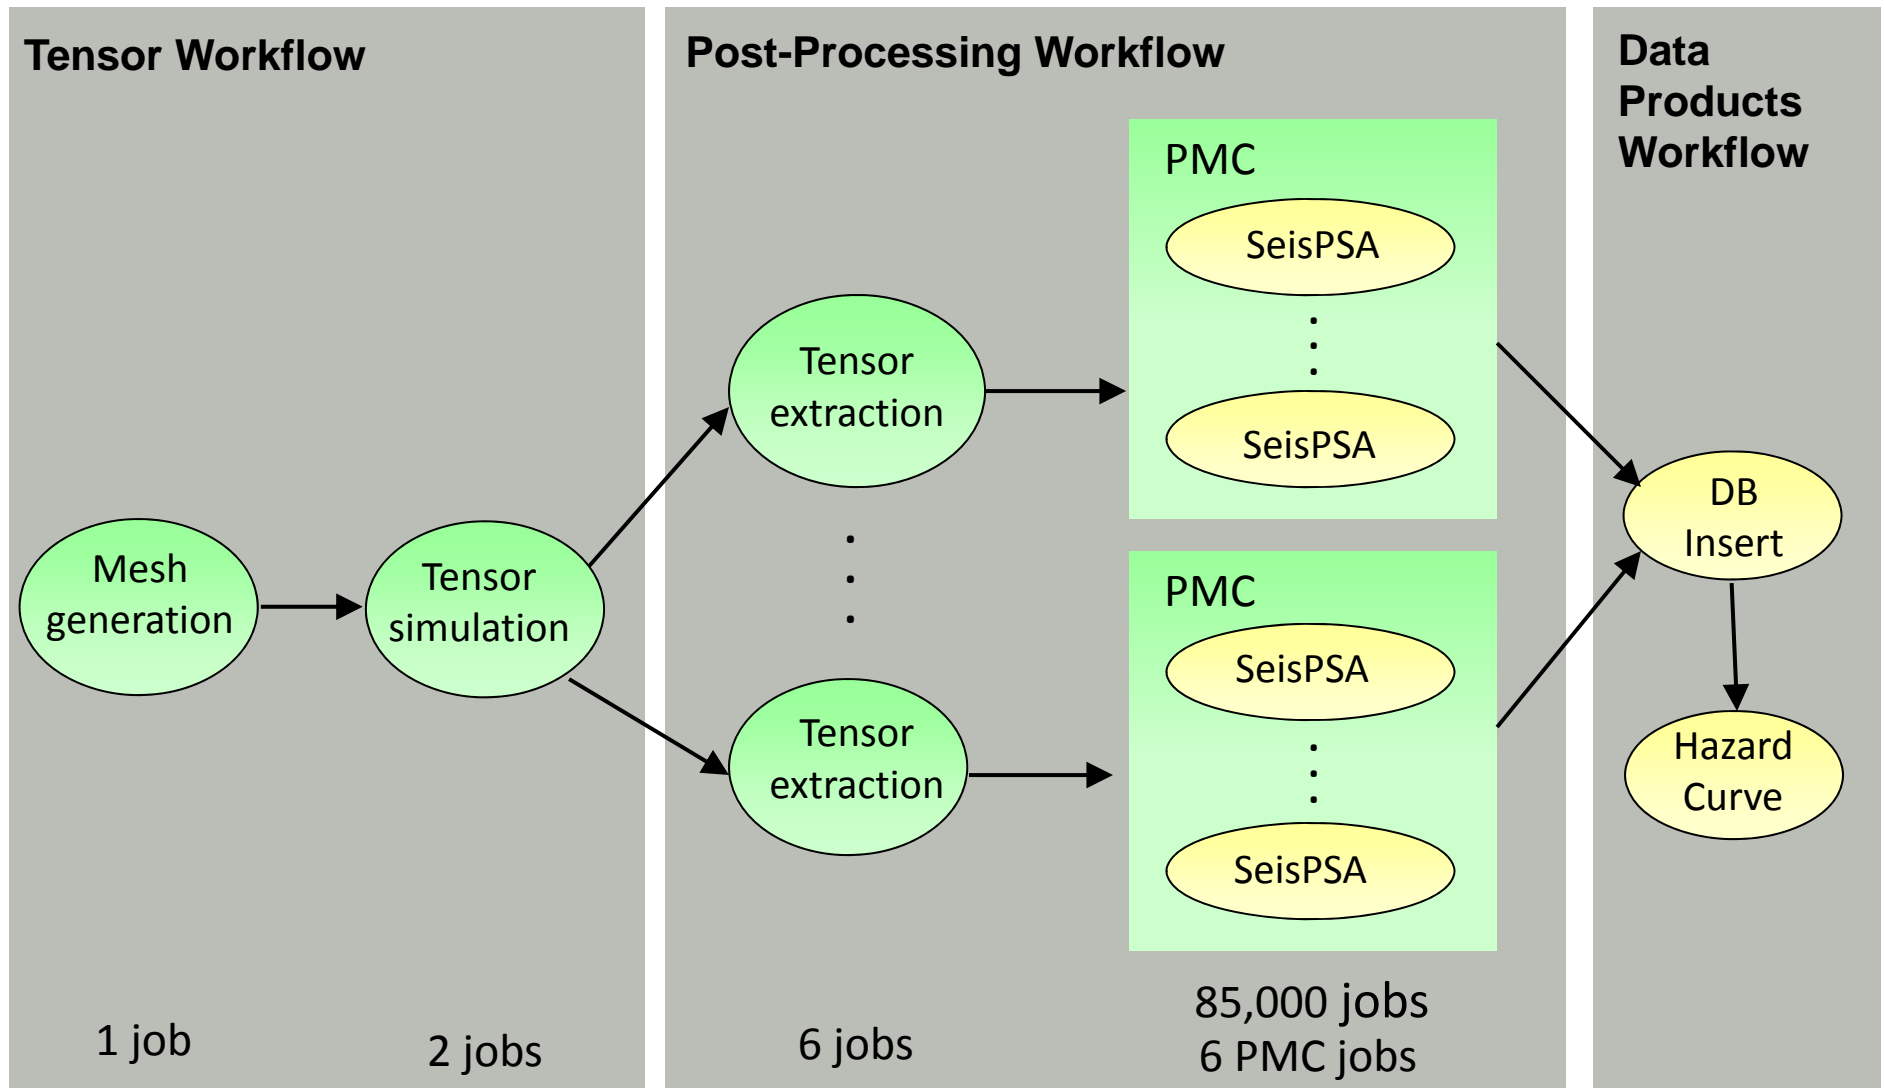 Tensor Workflow
Mesh
generation
Tensor
simulation
1 job
2 jobs
Post-Processing Workflow
Tensor
extraction
Tensor
extraction
PMC
SeisPSA
SeisPSA
PMC
SeisPSA
SeisPSA
6 jobs
85,000 jobs
6 PMC jobs
Data
Products
Workflow
DB
Insert
Hazard
Curve